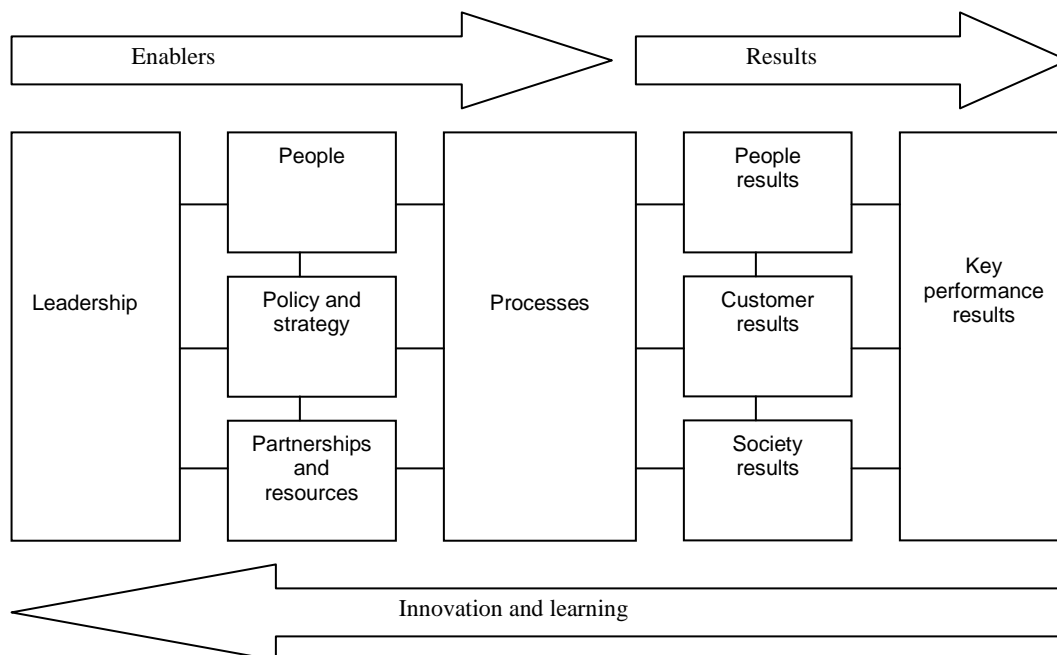 Enablers
Results
Leadership
People
Policy and
strategy
Partnerships
and
resources
Processes
People
results
Customer
results
Society
results
Key
performance
results
Innovation and learning